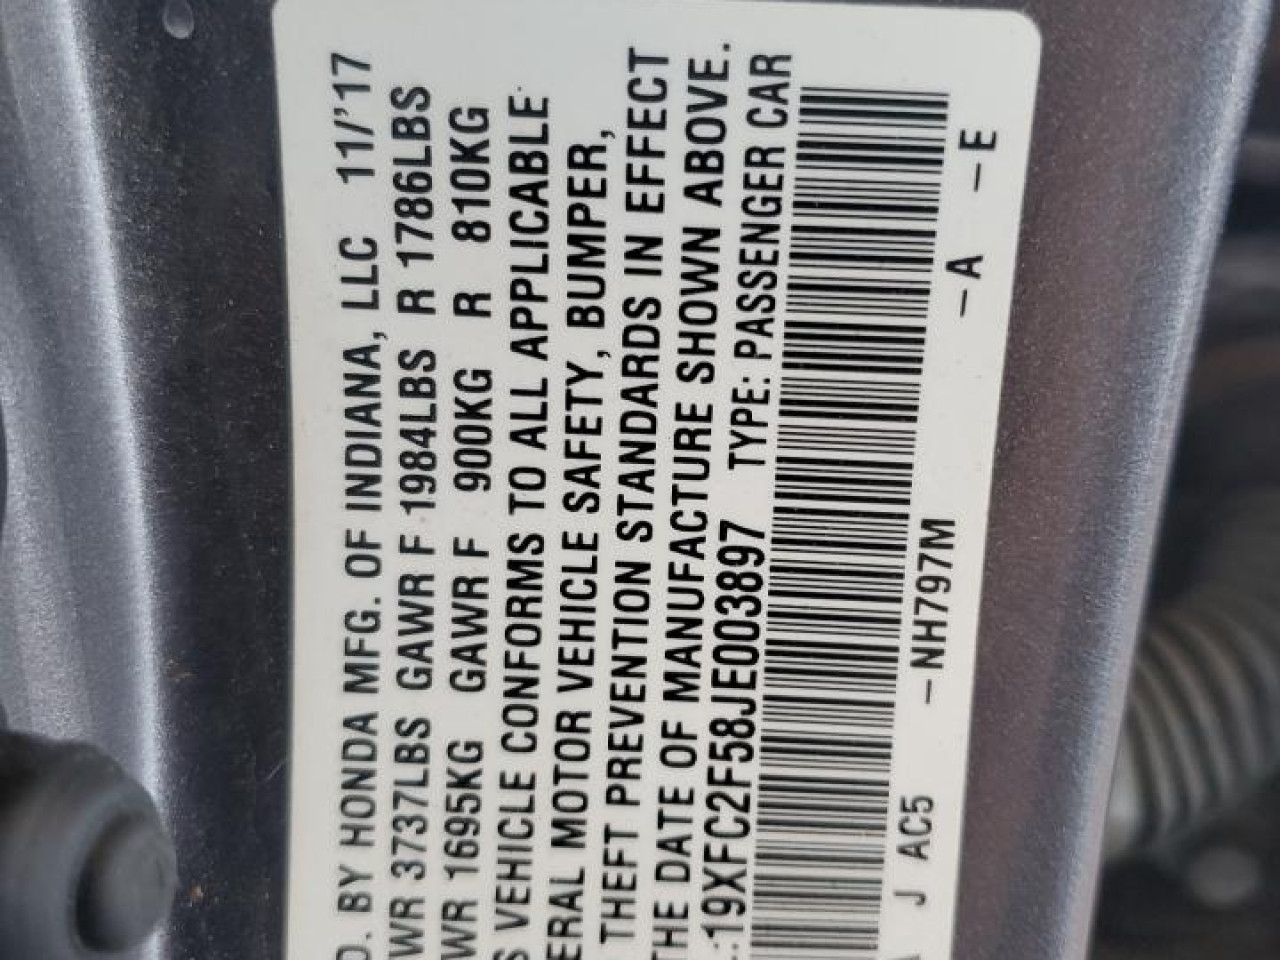 D. BY HONDA MFG. OF INDIANA, LLC 11/'17
WR 3737LBS GAWR F 1984LBS R 1786LBS
WR 1695KG GAWR F 900KG R 810KG
S VEHICLE CONFORMS TO ALL APPLICABLE
ERAL MOTOR VEHICLE SAFETY, BUMPER,
THEFT PREVENTION STANDARDS IN EFFECT
THE DATE OF MANUFACTURE SHOWN ABOVE.
.:19XFC2F58JE003897 TYPE: PASSENGER CAR
A J AC5 -NH797M -A -E